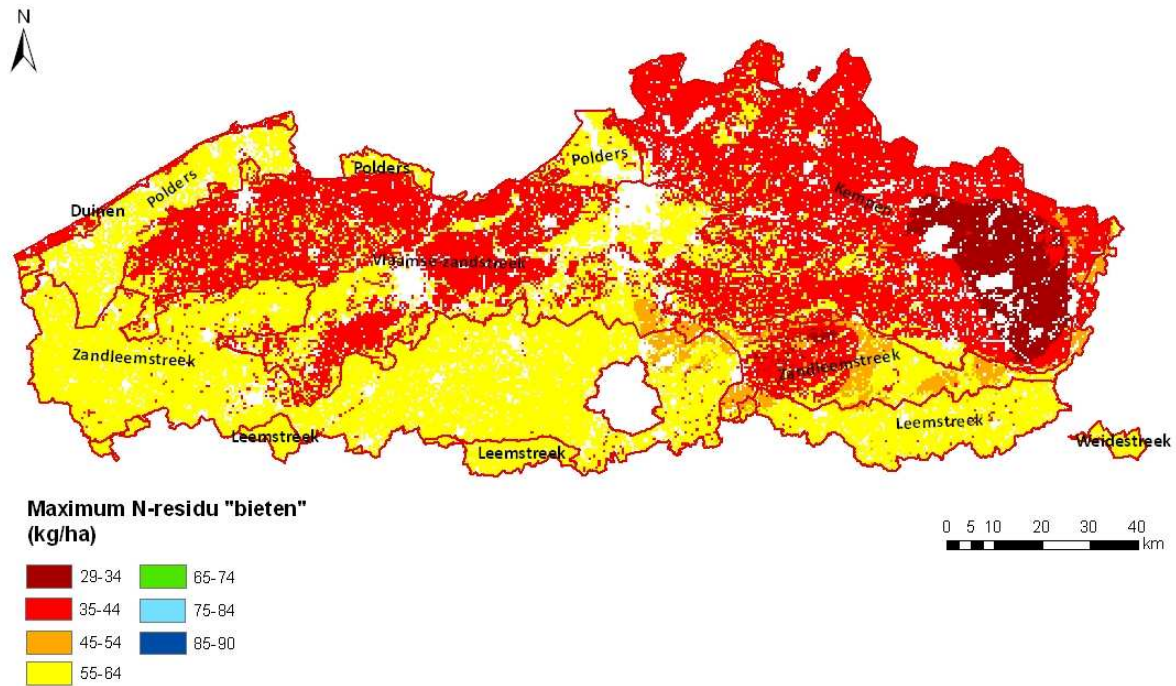 N
Polders
Polders
Polders
Duinen
Kempen
Vlaamse-zandstreek
Zandleemstreek
Zandleemstreek
Leemstreek
Leemstreek
Leemstreek
Weidestreek
Maximum N-residu "bieten"
(kg/ha)
29-34
65-74
35-44
75-84
45-54
85-90
55-64
0 5 10 20 30 40
km